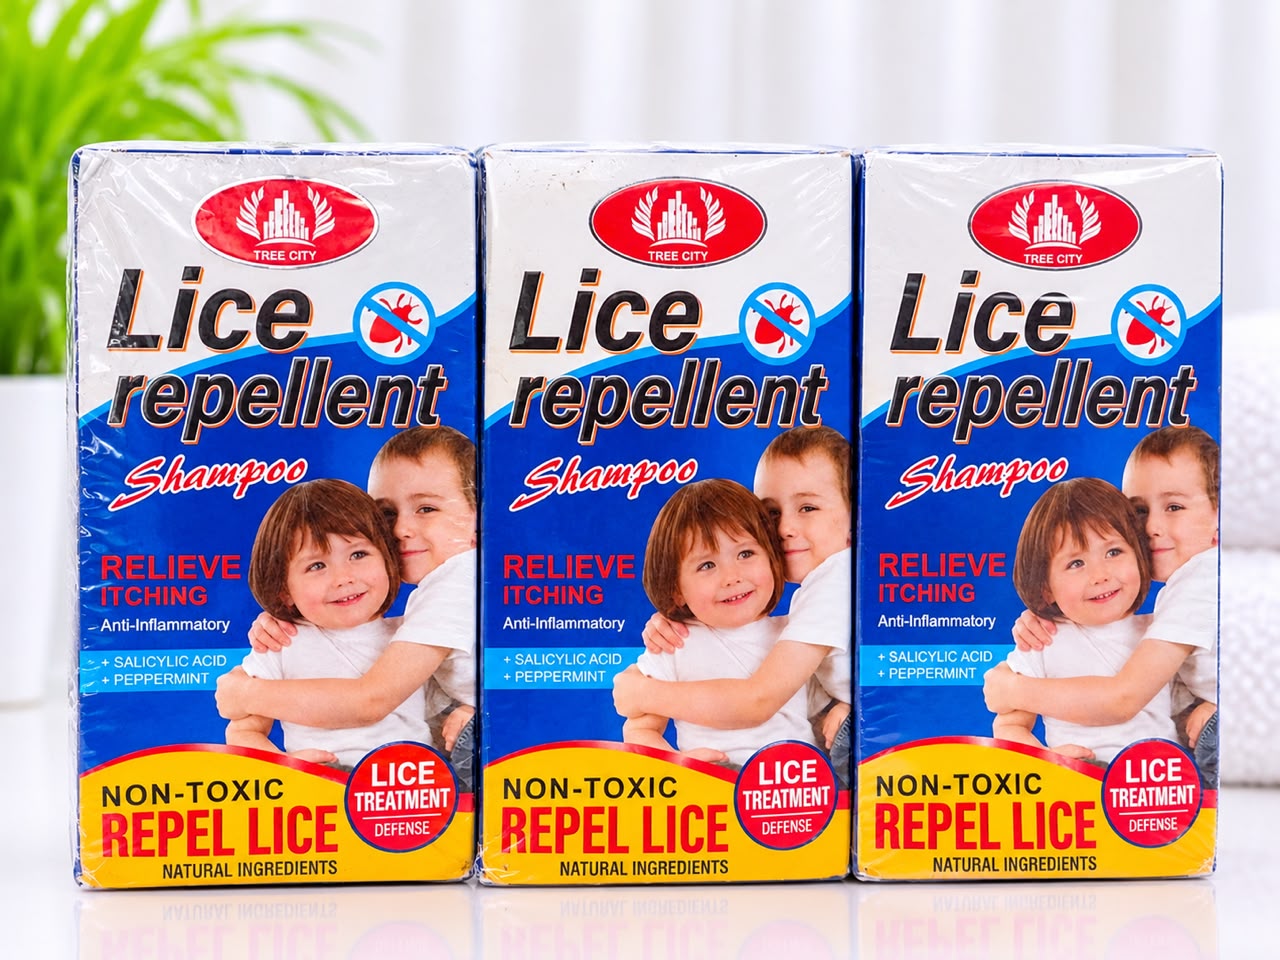 TREE CITY
Lice
repellent
Shampoo
RELIEVE
ITCHING
Anti-Inflammatory
+ SALICYLIC ACID
+ PEPPERMINT
NON-TOXIC
REPEL LICE
NATURAL INGREDIENTS
LICE
TREATMENT
DEFENSE
TREE CITY
Lice
repellent
Shampoo
RELIEVE
ITCHING
Anti-Inflammatory
+ SALICYLIC ACID
+ PEPPERMINT
NON-TOXIC
REPEL LICE
NATURAL INGREDIENTS
LICE
TREATMENT
DEFENSE
TREE CITY
Lice
repellent
Shampoo
RELIEVE
ITCHING
Anti-Inflammatory
+ SALICYLIC ACID
+ PEPPERMINT
NON-TOXIC
REPEL LICE
NATURAL INGREDIENTS
LICE
TREATMENT
DEFENSE